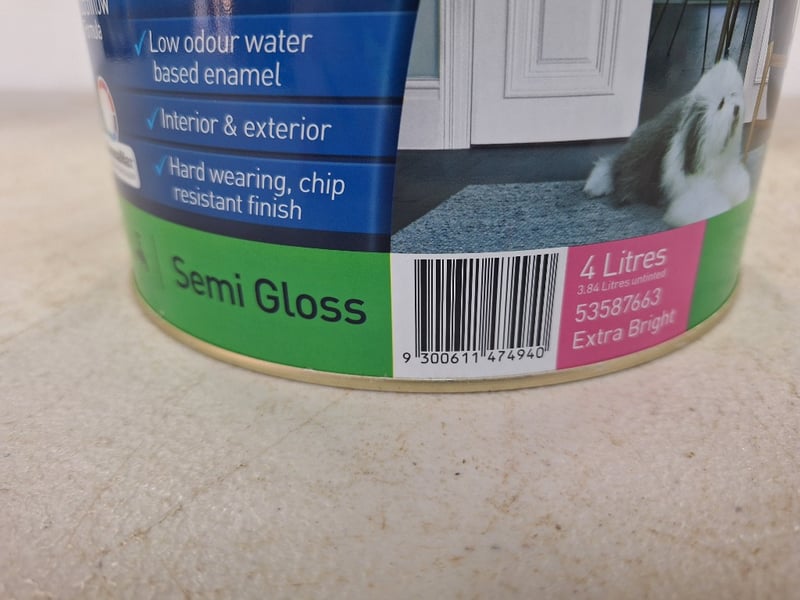 Low odour water
based enamel
Interior & exterior
Hard wearing, chip
resistant finish
Semi Gloss
4 Litres
3.84 Litres untinted
53587663
Extra Bright
9 300611 474940